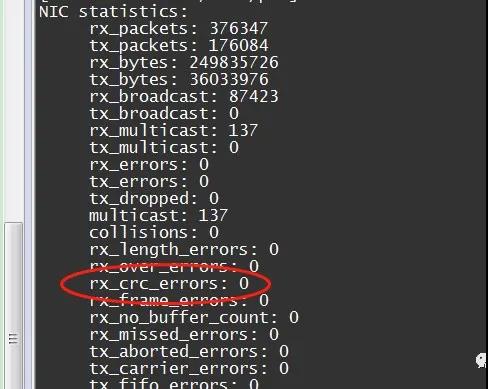 NIC statistics:
rx_packets: 376347
tx_packets: 176084
rx_bytes: 249835726
tx_bytes: 36033976
rx_broadcast: 87423
tx_broadcast: 0
rx_multicast: 137
tx_multicast: 0
rx_errors: 0
tx_errors: 0
tx_dropped: 0
multicast: 137
collisions: 0
rx_length_errors: 0
rx_over_errors: 0
rx_crc_errors: 0
rx_frame_errors: 0
rx_no_buffer_count: 0
rx_missed_errors: 0
tx_aborted_errors: 0
tx_carrier_errors: 0
tx_fifo_errors: 0